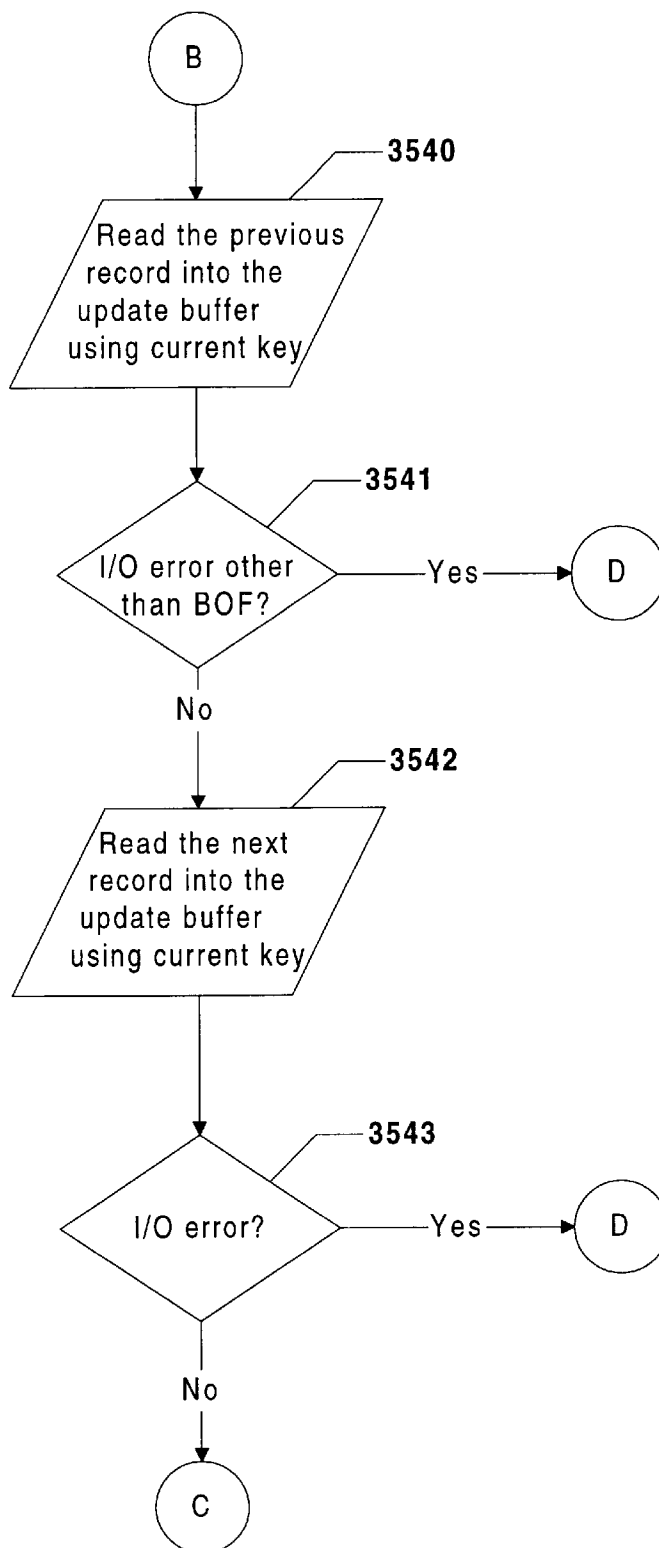 B
3540
Read the previous
record into the
update buffer
using current key
3541
I/O error other
than BOF?
Yes
D
No
3542
Read the next
record into the
update buffer
using current key
3543
I/O error?
Yes
D
No
C